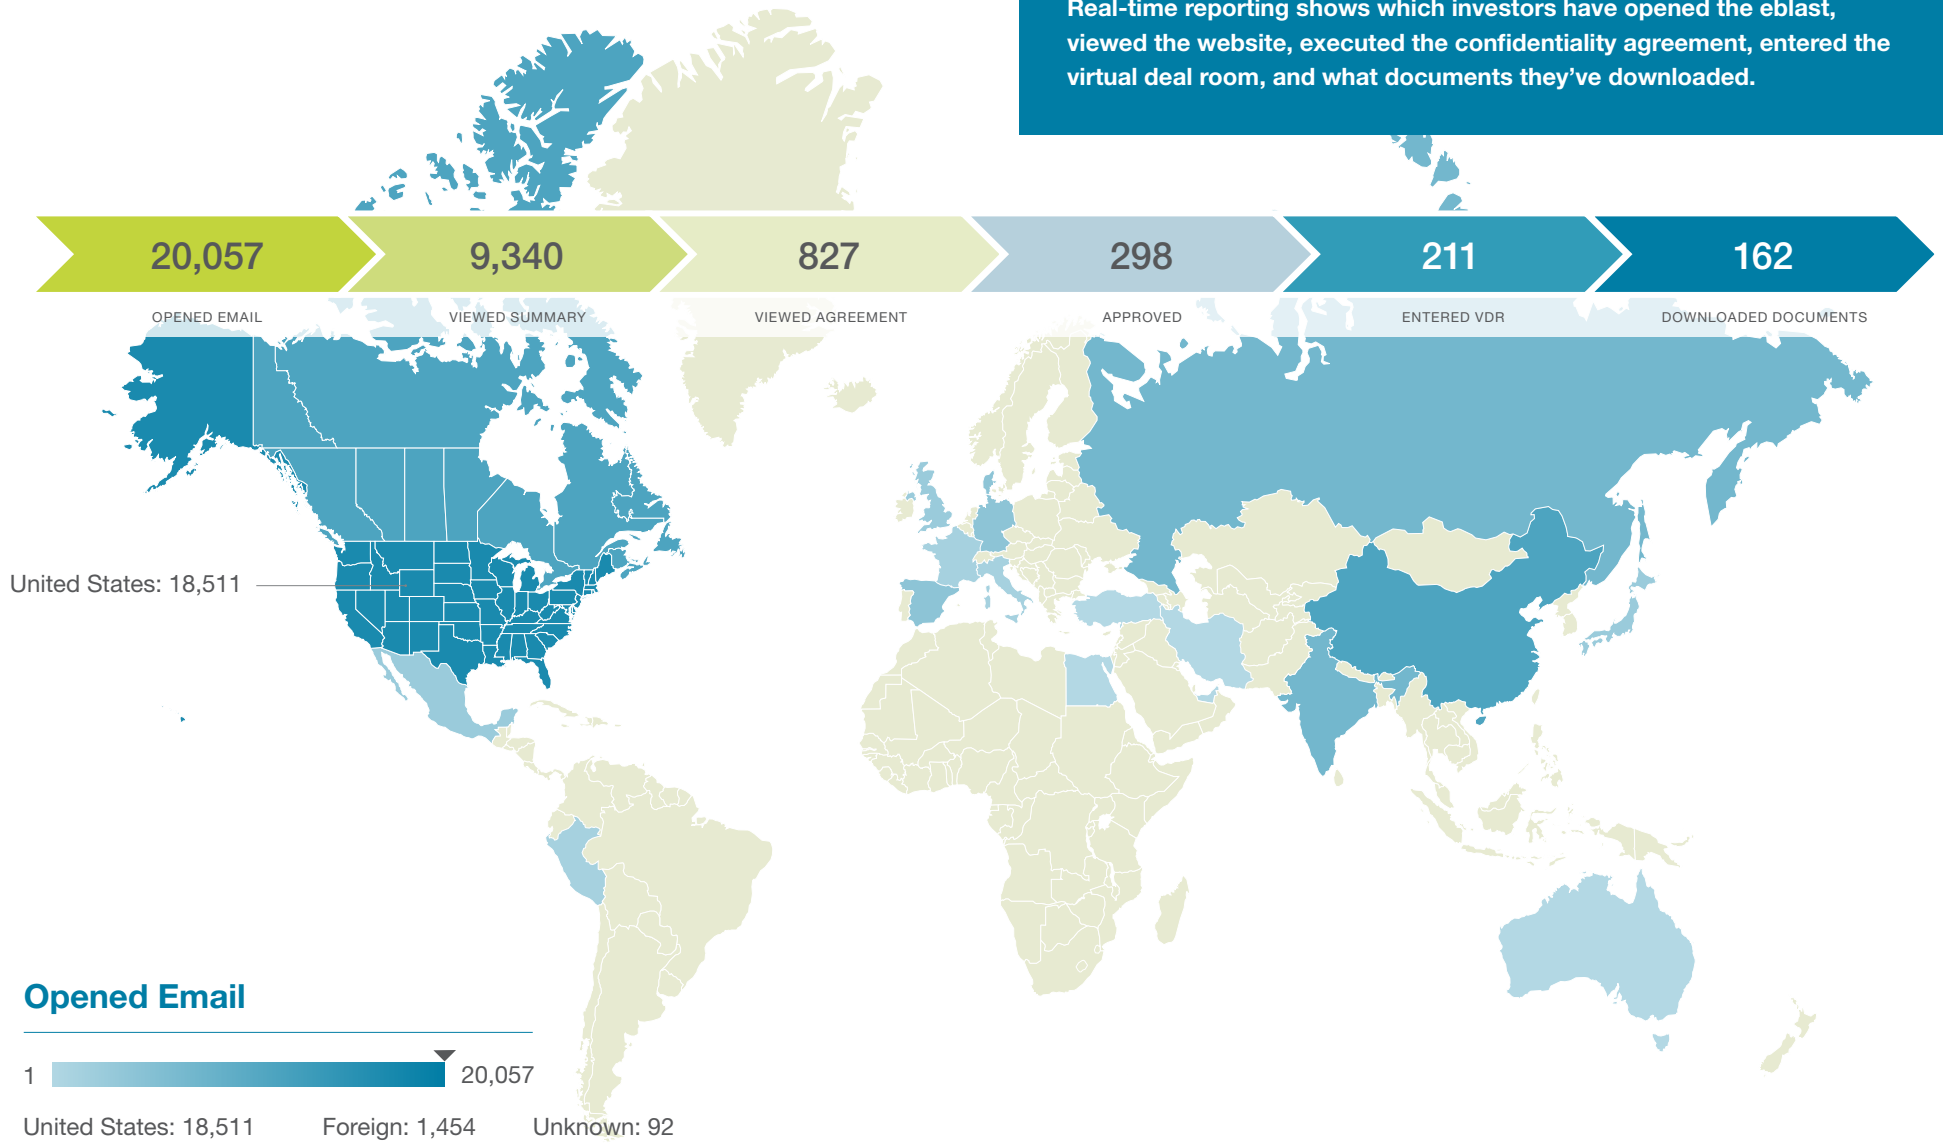 Real-time reporting shows which investors have opened the eblast,
viewed the website, executed the confidentiality agreement, entered the
virtual deal room, and what documents they’ve downloaded.
20,057
9,340
827
298
211
162
OPENED EMAIL
VIEWED SUMMARY
VIEWED AGREEMENT
APPROVED
ENTERED VDR
DOWNLOADED DOCUMENTS
United States: 18,511
Opened Email
1
20,057
United States: 18,511
Foreign: 1,454
Unknown: 92